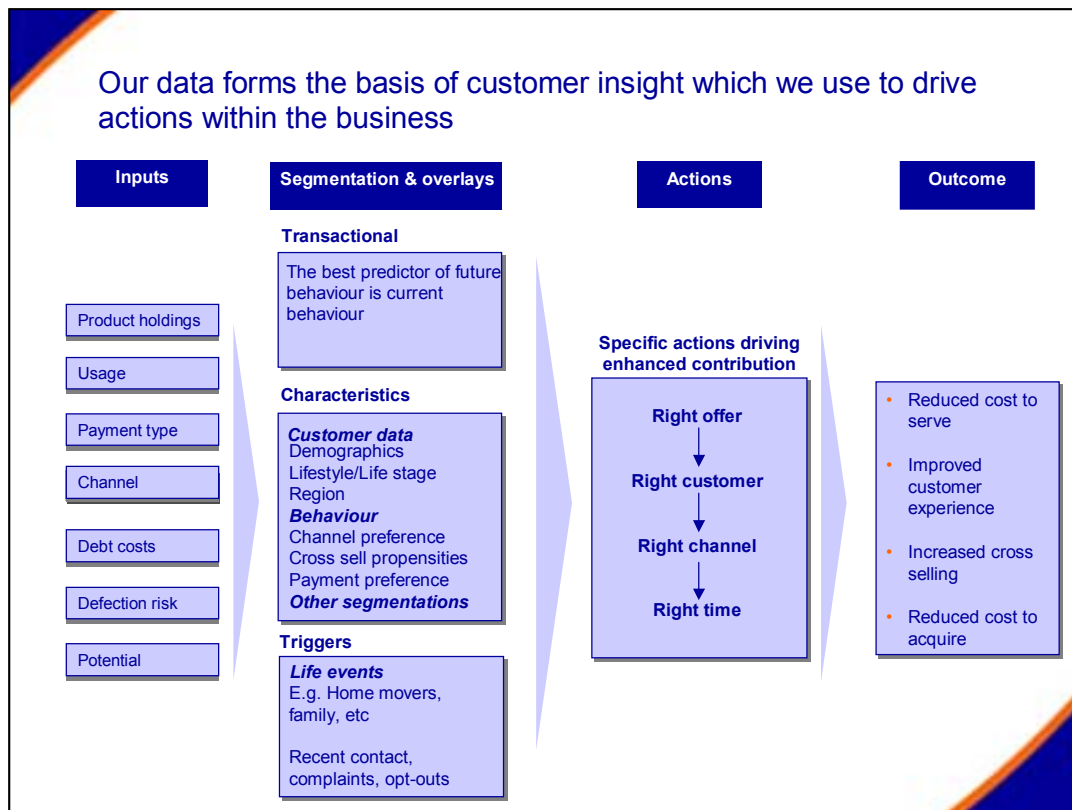 Our data forms the basis of customer insight which we use to drive
actions within the business
Inputs
Segmentation & overlays
Actions
Outcome
Product holdings
Usage
Payment type
Channel
Debt costs
Defection risk
Potential
Transactional
The best predictor of future
behaviour is current
behaviour
Characteristics
Customer data
Demographics
Lifestyle/Life stage
Region
Behaviour
Channel preference
Cross sell propensities
Payment preference
Other segmentations
Triggers
Life events
E.g. Home movers,
family, etc
Recent contact,
complaints, opt-outs
Specific actions driving
enhanced contribution
Right offer
Right customer
Right channel
Right time
• Reduced cost to
serve
• Improved
customer
experience
• Increased cross
selling
• Reduced cost to
acquire